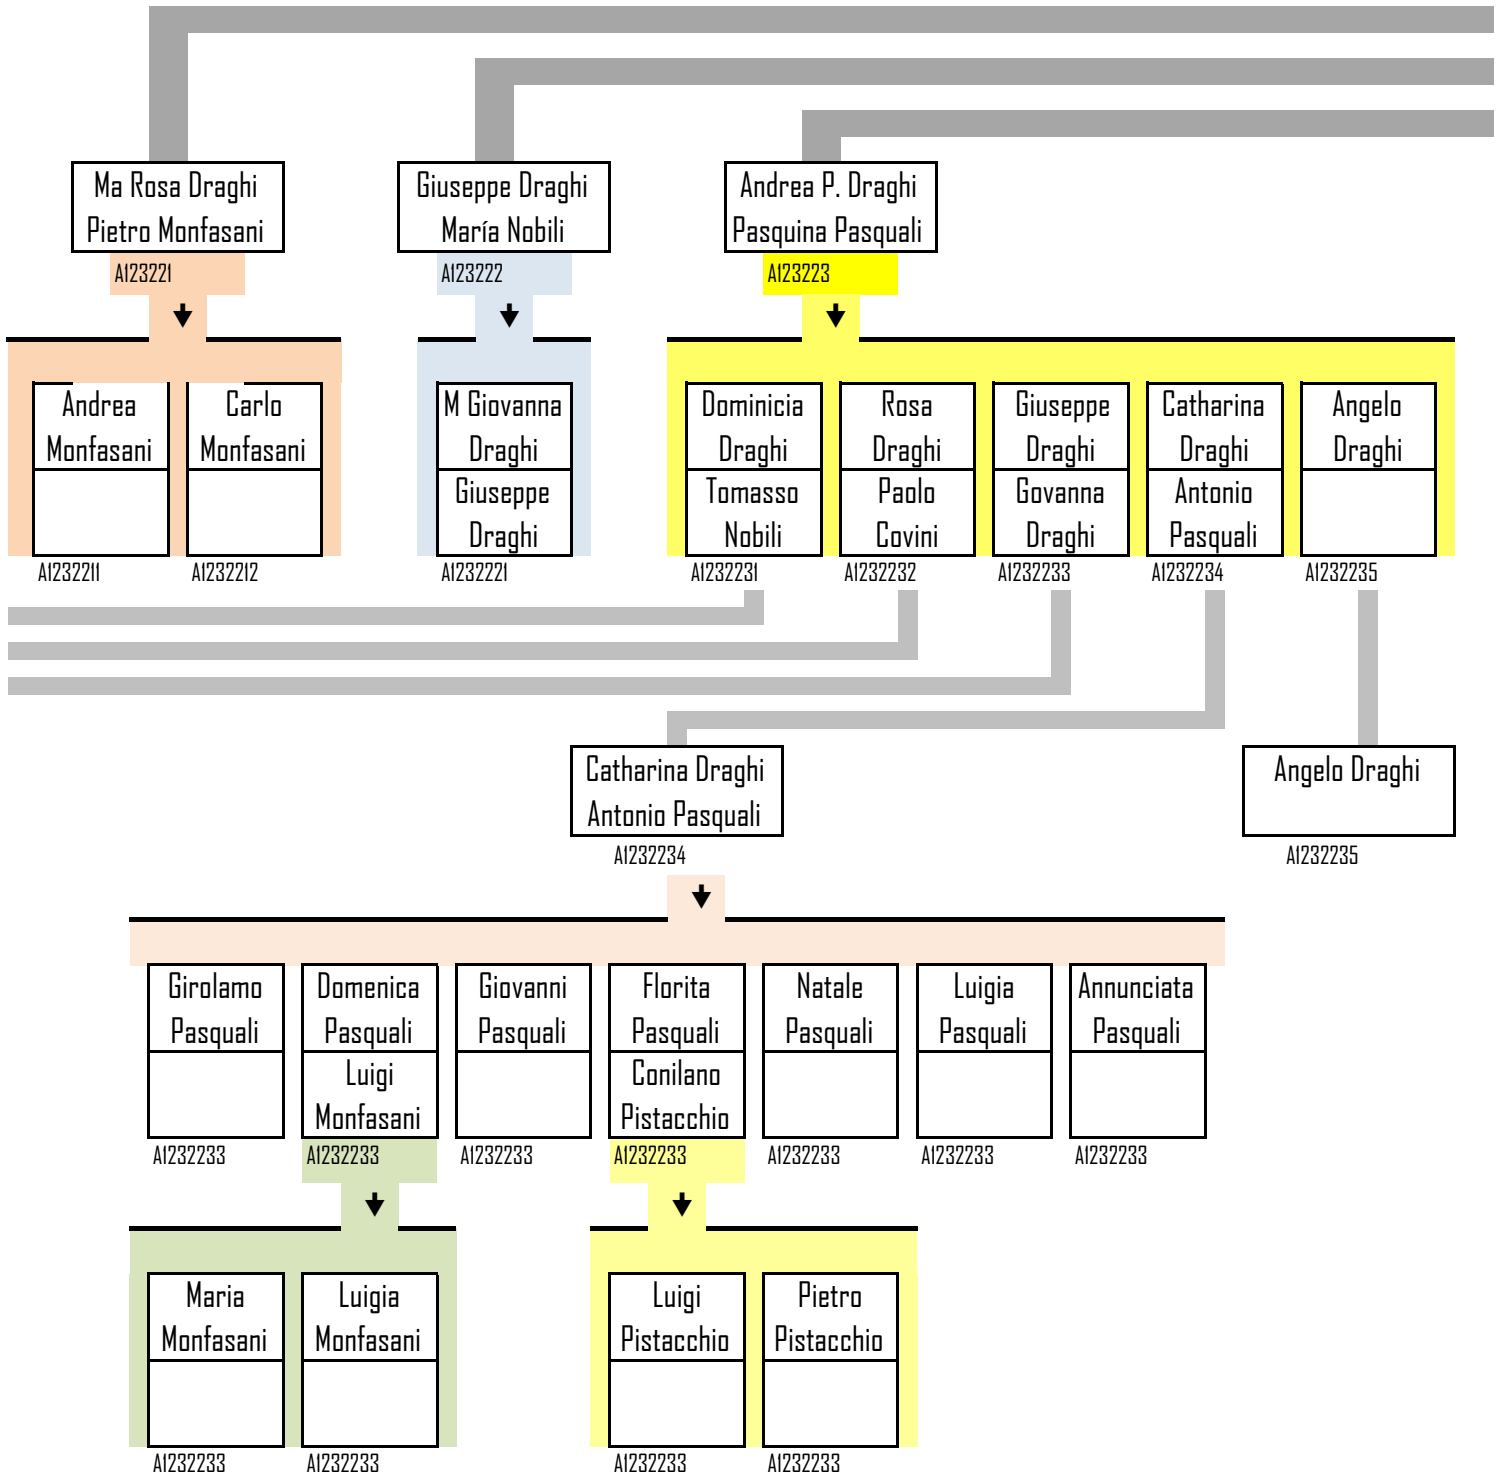 Ma Rosa Draghi
Pietro Monfasani
A123221
Giuseppe Draghi
María Nobili
A123222
Andrea P. Draghi
Pasquina Pasquali
A123223
Andrea
Monfasani
A1232211
Carlo
Monfasani
A1232212
M Giovanna
Draghi
Giuseppe
Draghi
A1232221
Dominicia
Draghi
Tomasso
Nobili
A1232231
Rosa
Draghi
Paolo
Covini
A1232232
Giuseppe
Draghi
Govanna
Draghi
A1232233
Catharina
Draghi
Antonio
Pasquali
A1232234
Angelo
Draghi
A1232235
Catharina Draghi
Antonio Pasquali
A1232234
Angelo Draghi
A1232235
Girolamo
Pasquali
A1232233
Domenica
Pasquali
Luigi
Monfasani
A1232233
Giovanni
Pasquali
A1232233
Florita
Pasquali
Conilano
Pistacchio
A1232233
Natale
Pasquali
A1232233
Luigia
Pasquali
A1232233
Annunciata
Pasquali
A1232233
Maria
Monfasani
A1232233
Luigia
Monfasani
A1232233
Luigi
Pistacchio
A1232233
Pietro
Pistacchio
A1232233